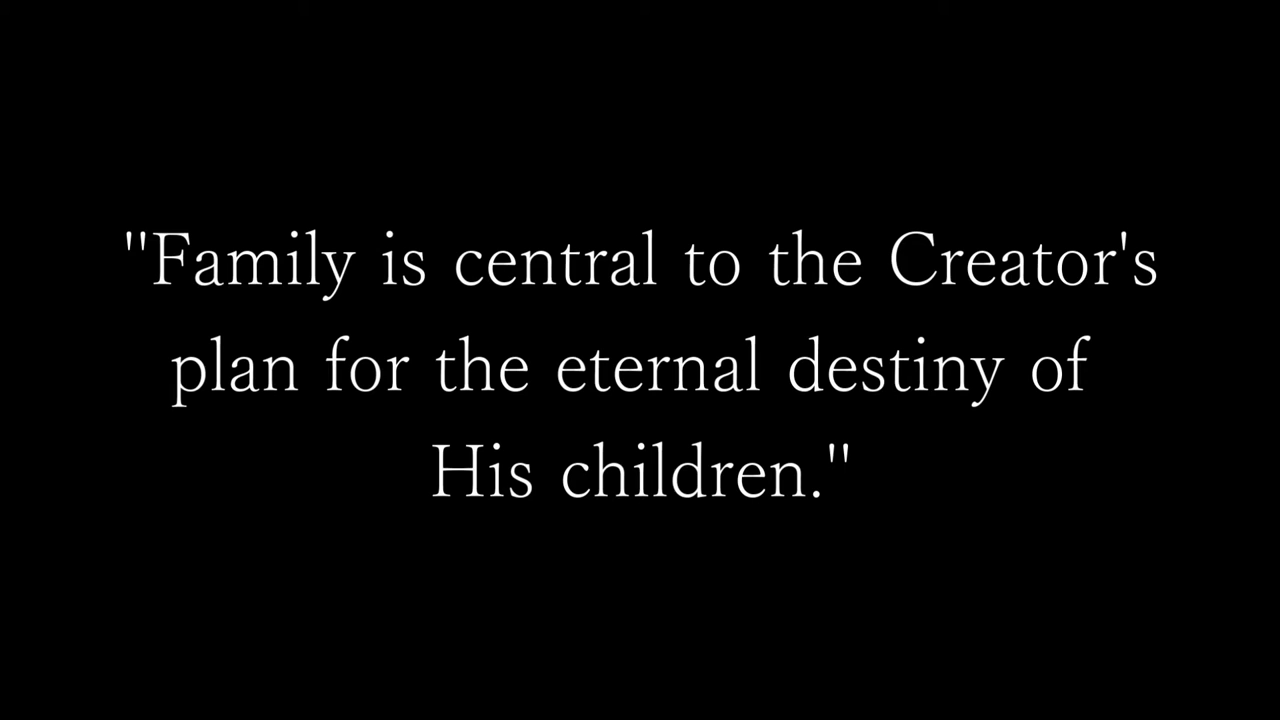 "Family is central to the Creator's
plan for the eternal destiny of
His children."